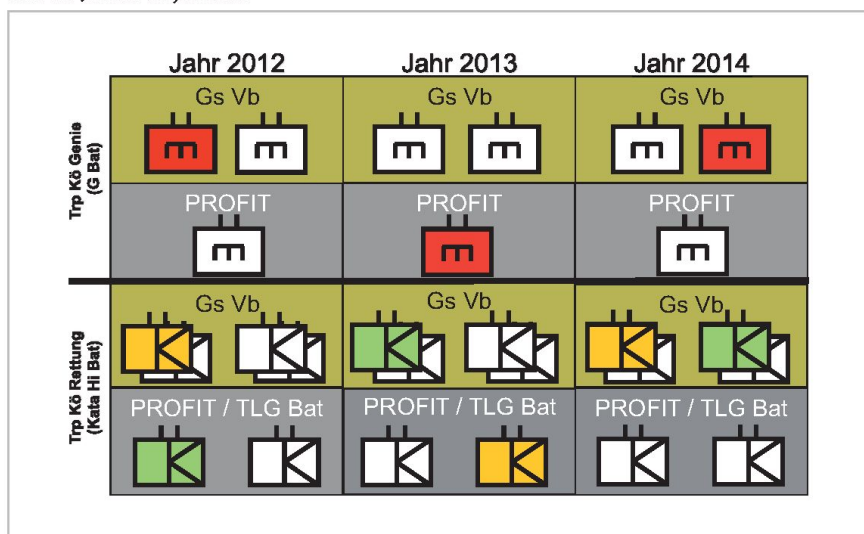 Jahr 2012 Jahr 2013 Jahr 2014
Trp Kö Genie
(G Bat)
Gs Vb Gs Vb Gs Vb
PROFIT PROFIT PROFIT
Trp Kö Rettung
(Kata Hi Bat)
Gs Vb Gs Vb Gs Vb
PROFIT / TLG Bat PROFIT / TLG Bat PROFIT / TLG Bat